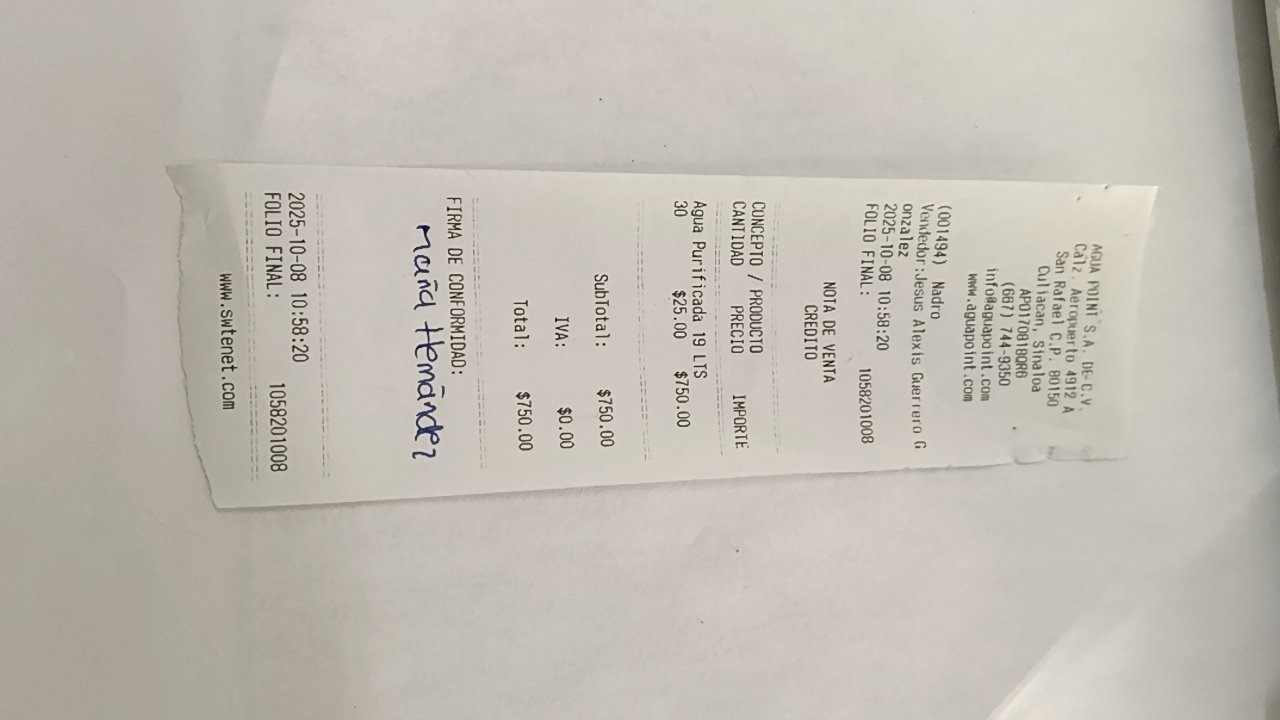 AGUA POINT S.A. DE C.V.
Calz. Aeropuerto 4912 A
San Rafael C.P. 80150
Culiacan, Sinaloa
APO170818QR6
(667) 744-9350
info@aguapoint.com
www.aguapoint.com
(001494) Nadro
Vendedor:Jesus Alexis Guerrero G
onzalez
2025-10-08 10:58:20
FOLIO FINAL: 1058201008
NOTA DE VENTA
CREDITO
CONCEPTO / PRODUCTO
CANTIDAD PRECIO IMPORTE
Agua Purificada 19 LTS
30 $25.00 $750.00
SubTotal: $750.00
IVA: $0.00
Total: $750.00
FIRMA DE CONFORMIDAD:
María Hernández
2025-10-08 10:58:20
FOLIO FINAL: 1058201008
www.swtenet.com